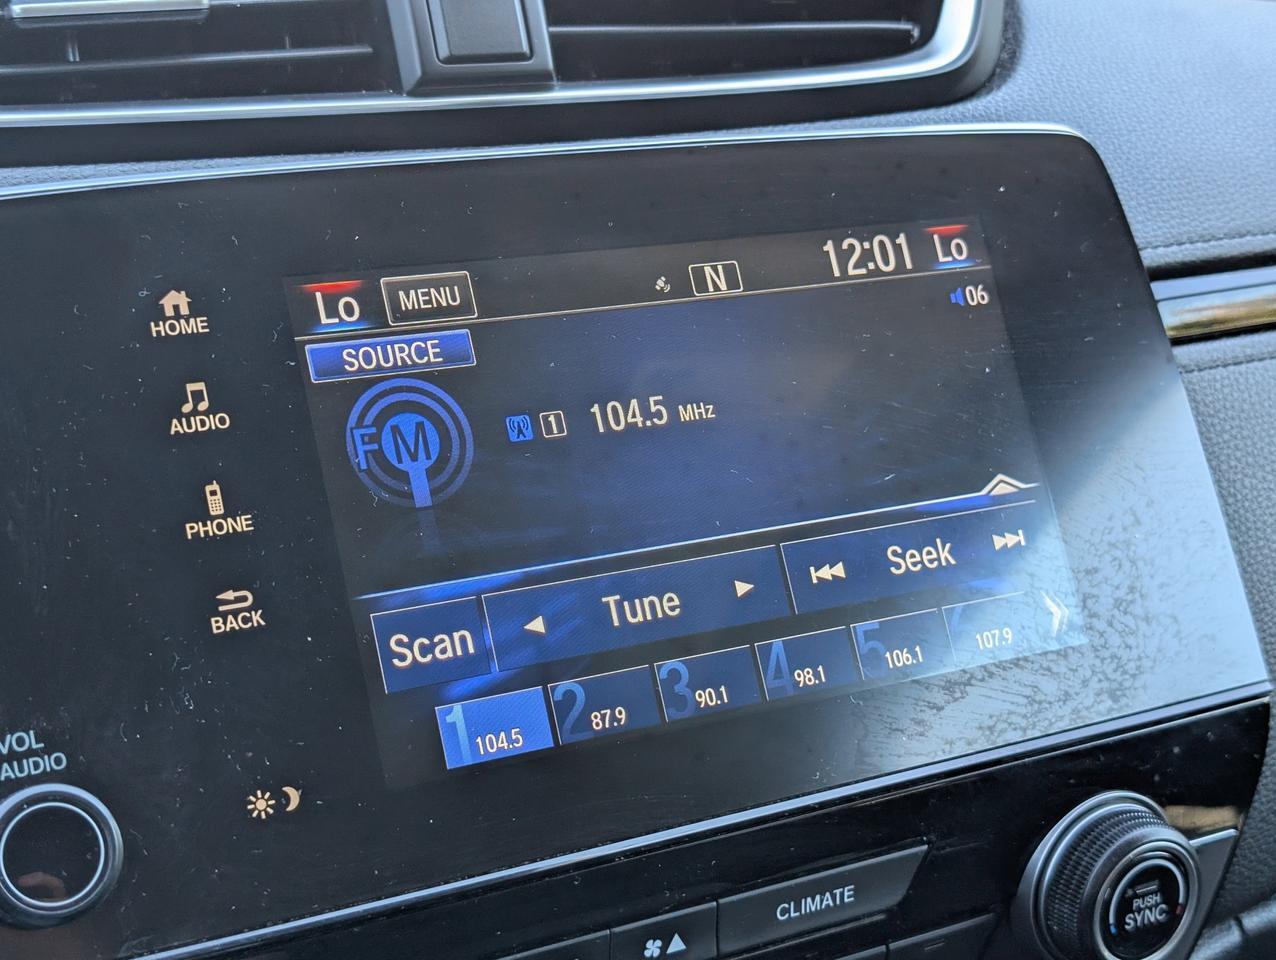 Lo MENU N 12:01 Lo
06
SOURCE
FM 1 104.5 MHz
HOME
AUDIO
PHONE
BACK
Scan Tune Seek
1 104.5 2 87.9 3 90.1 4 98.1 5 106.1 107.9
VOL
AUDIO
CLIMATE
PUSH
SYNC